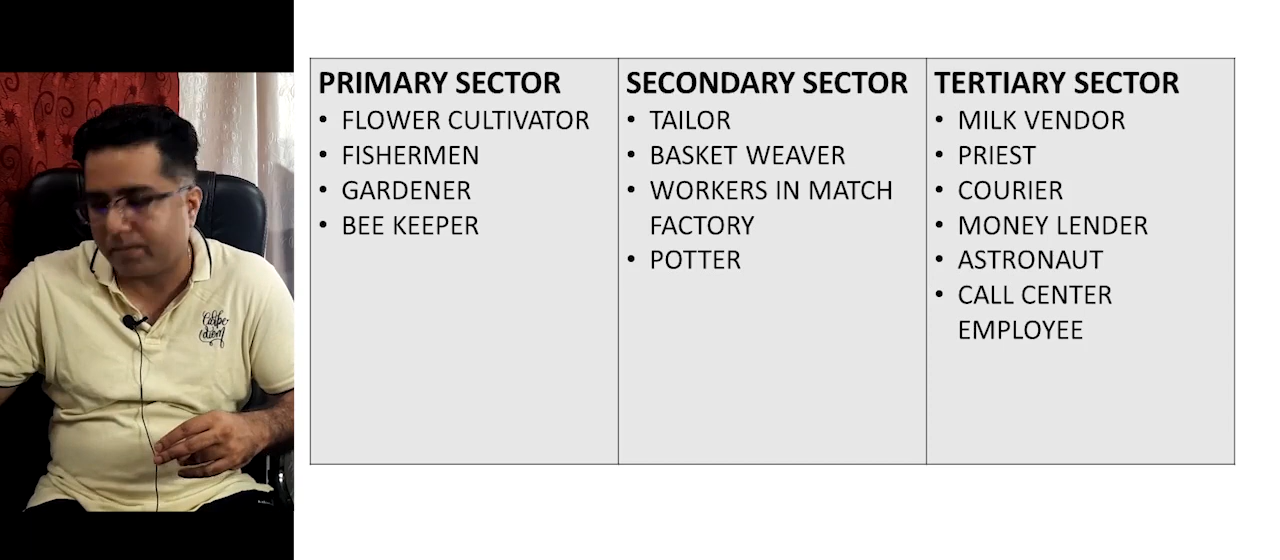 PRIMARY SECTOR
• FLOWER CULTIVATOR
• FISHERMEN
• GARDENER
• BEE KEEPER
SECONDARY SECTOR
• TAILOR
• BASKET WEAVER
• WORKERS IN MATCH
FACTORY
• POTTER
TERTIARY SECTOR
• MILK VENDOR
• PRIEST
• COURIER
• MONEY LENDER
• ASTRONAUT
• CALL CENTER
EMPLOYEE